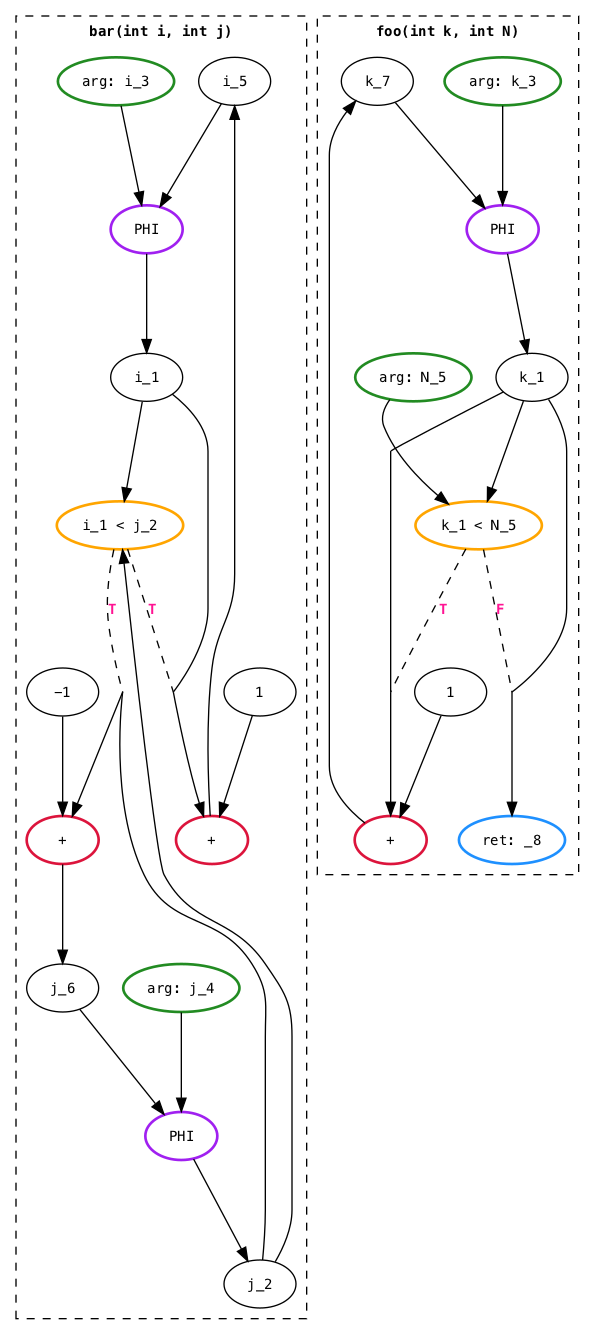 bar(int i, int j)
arg: i_3
i_5
PHI
i_1
i_1 < j_2
T
T
−1
1
+
+
j_6
arg: j_4
PHI
j_2
foo(int k, int N)
k_7
arg: k_3
PHI
arg: N_5
k_1
k_1 < N_5
T
F
1
+
ret: _8